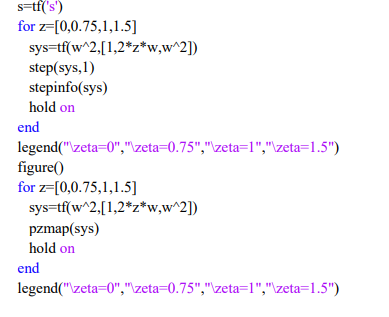 s=tf('s')
for z=[0,0.75,1,1.5]
sys=tf(w^2,[1,2*z*w,w^2])
step(sys,1)
stepinfo(sys)
hold on
end
legend("\zeta=0","\zeta=0.75","\zeta=1","\zeta=1.5")
figure()
for z=[0,0.75,1,1.5]
sys=tf(w^2,[1,2*z*w,w^2])
pzmap(sys)
hold on
end
legend("\zeta=0","\zeta=0.75","\zeta=1","\zeta=1.5")